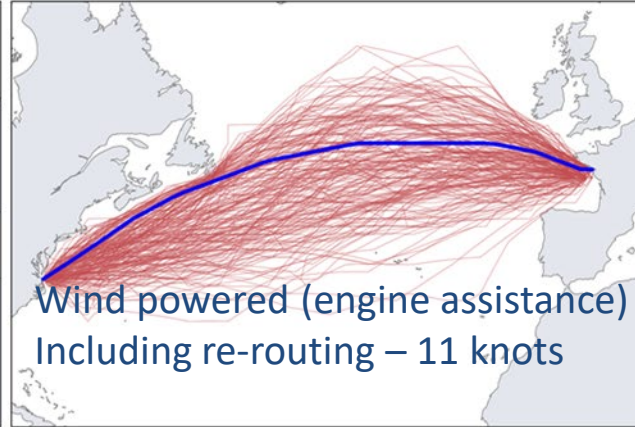 Wind powered (engine assistance)
Including re-routing – 11 knots